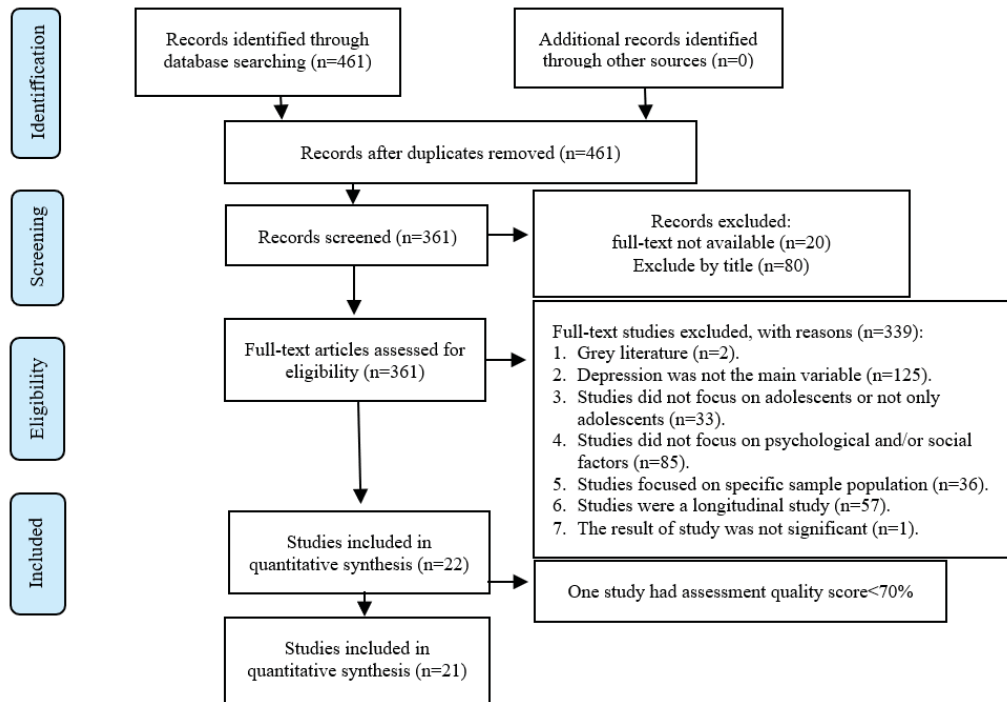 Identiffication
Records identified through
database searching (n=461)
Additional records identified
through other sources (n=0)
Records after duplicates removed (n=461)
Screening
Records screened (n=361)
Records excluded:
full-text not available (n=20)
Exclude by title (n=80)
Eligibility
Full-text articles assessed for
eligibility (n=361)
Full-text studies excluded, with reasons (n=339):
1. Grey literature (n=2).
2. Depression was not the main variable (n=125).
3. Studies did not focus on adolescents or not only
adolescents (n=33).
4. Studies did not focus on psychological and/or social
factors (n=85).
5. Studies focused on specific sample population (n=36).
6. Studies were a longitudinal study (n=57).
7. The result of study was not significant (n=1).
Included
Studies included in
quantitative synthesis (n=22)
One study had assessment quality score<70%
Studies included in
quantitative synthesis (n=21)